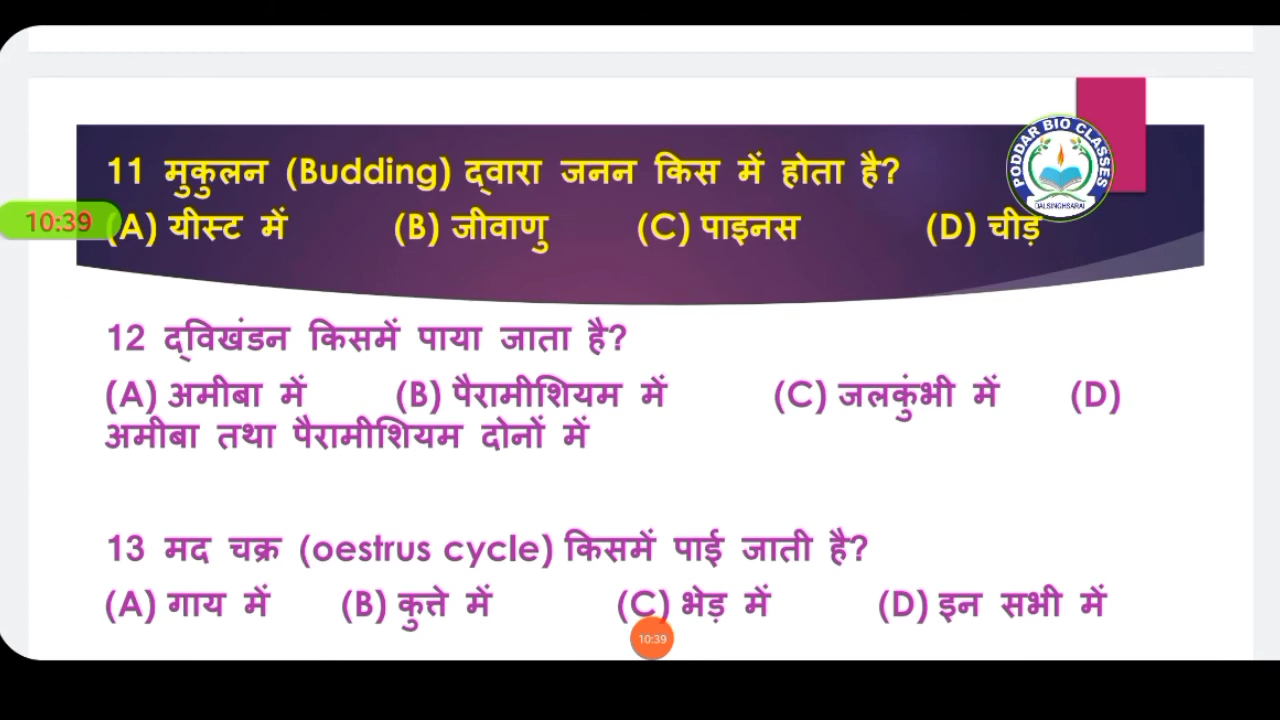 11 मुकुलन (Budding) द्वारा जनन किस में होता है?
PODDAR BIO CLASSES
DALSINGHSARAI
10:39
(A) यीस्ट में (B) जीवाणु (C) पाइनस (D) चीड़
12 द्विखंडन किसमें पाया जाता है?
(A) अमीबा में (B) पैरामीशियम में (C) जलकुंभी में (D)
अमीबा तथा पैरामीशियम दोनों में
13 मद चक्र (oestrus cycle) किसमें पाई जाती है?
(A) गाय में (B) कुत्ते में (C) भेड़ में (D) इन सभी में
10:39